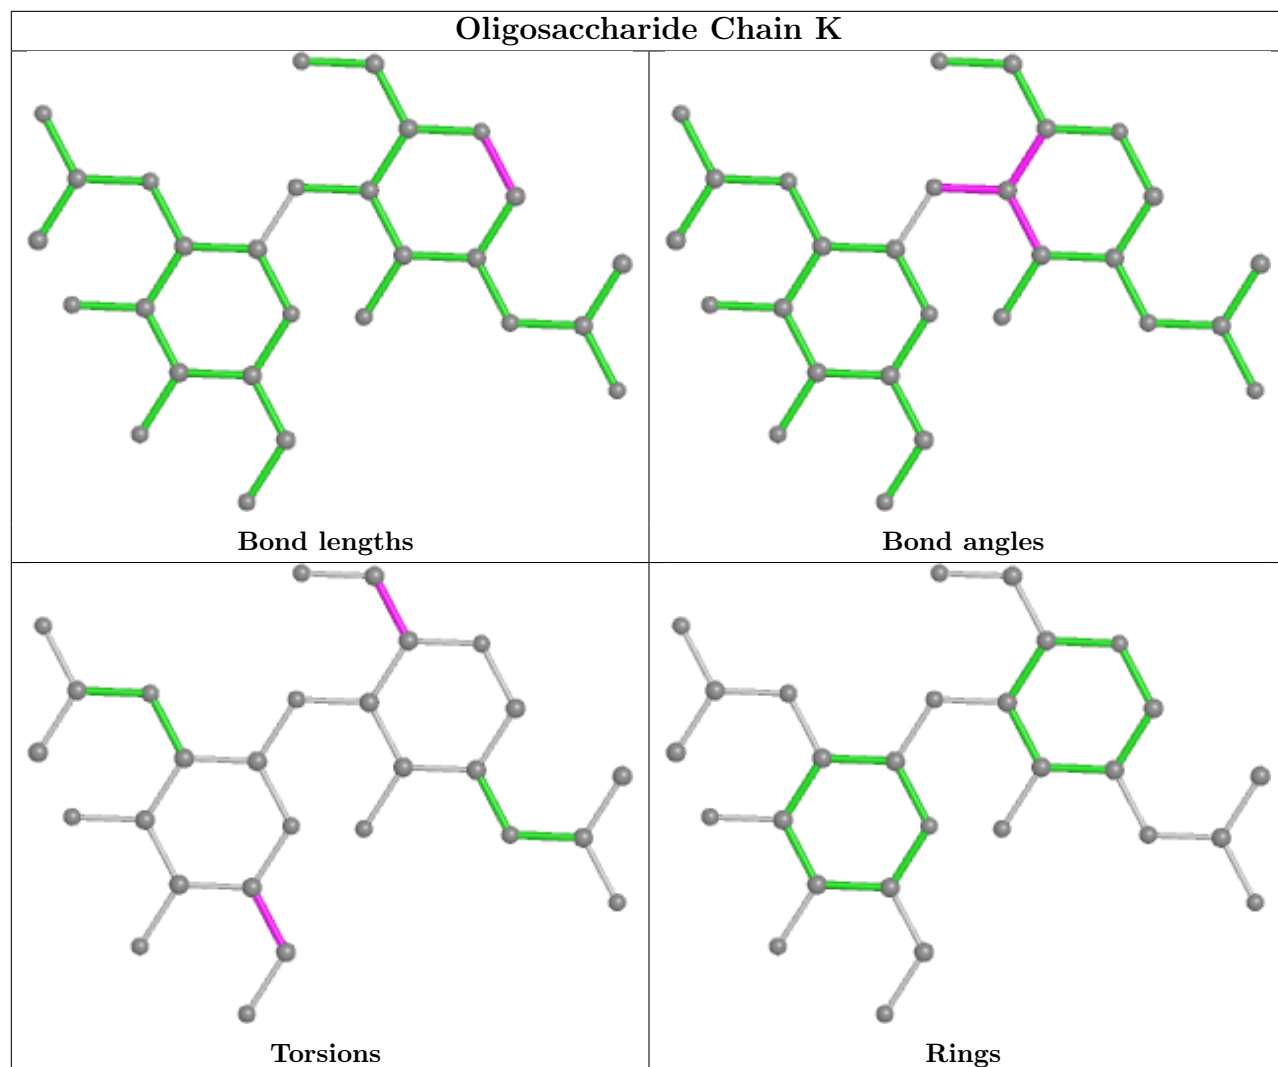 Oligosaccharide Chain K
Bond lengths
Bond angles
Torsions
Rings